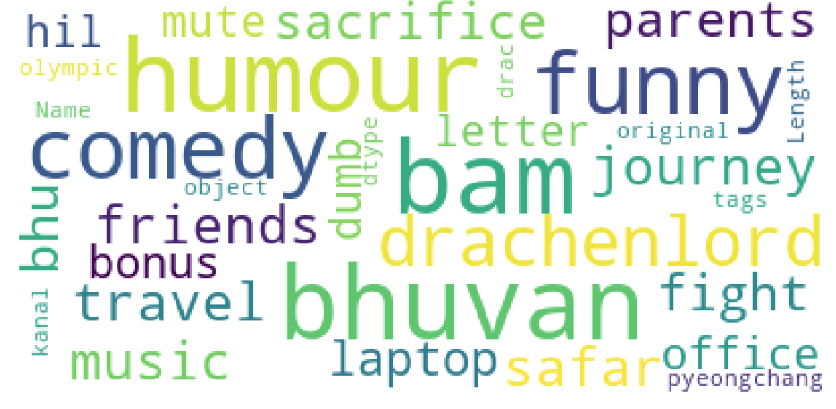 hil
mute
sacrifice
parents
olympic
humour
drac
funny
Length
Name
comedy
dumb
dtype
letter
original
bam
journey
object
tags
bhu
friends
drachenlord
bonus
kanal
travel
bhuvan
fight
music
laptop
safar
office
pyeongchang